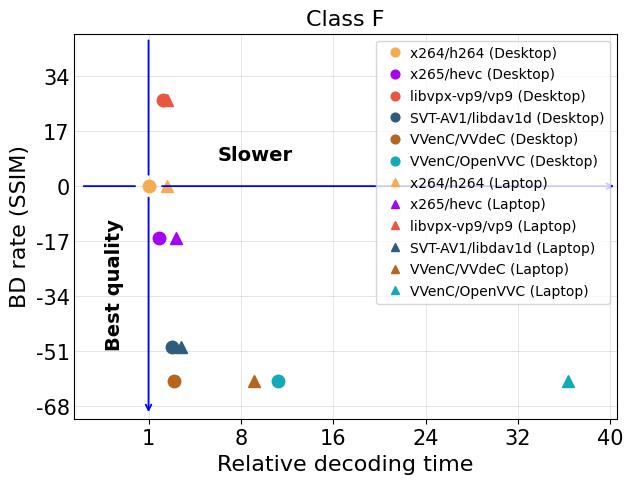 Class F
x264/h264 (Desktop)
x265/hevc (Desktop)
libvpx-vp9/vp9 (Desktop)
SVT-AV1/libdav1d (Desktop)
VVenC/VVdeC (Desktop)
VVenC/OpenVVC (Desktop)
x264/h264 (Laptop)
x265/hevc (Laptop)
libvpx-vp9/vp9 (Laptop)
SVT-AV1/libdav1d (Laptop)
VVenC/VVdeC (Laptop)
VVenC/OpenVVC (Laptop)
Slower
Best quality
BD rate (SSIM)
34
17
0
-17
-34
-51
-68
1 8 16 24 32 40
Relative decoding time